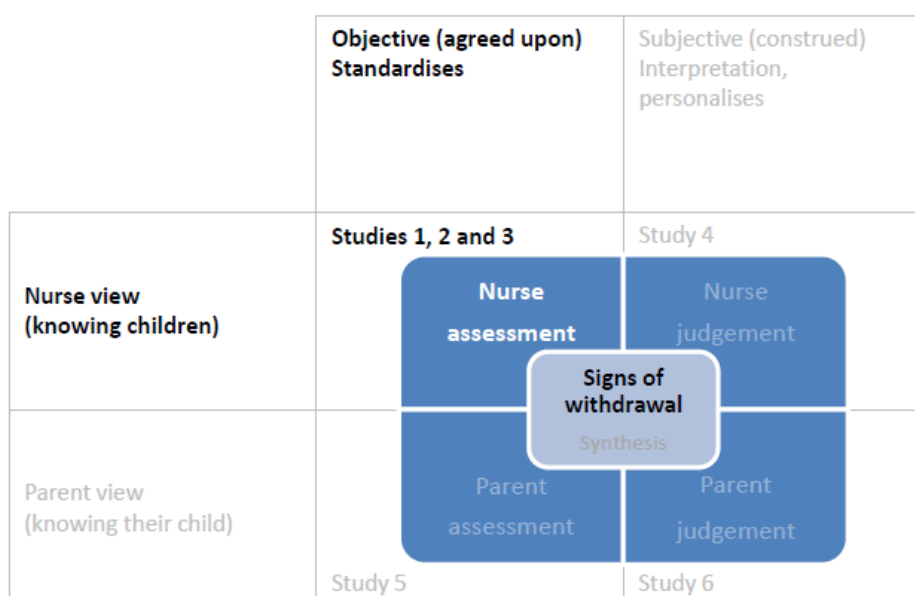 Objective (agreed upon)
Standardises
Subjective (construed)
Interpretation,
personalises
Nurse view
(knowing children)
Studies 1, 2 and 3
Nurse
assessment
Study 4
Nurse
judgement
Signs of
withdrawal
Synthesis
Parent view
(knowing their child)
Parent
assessment
Study 5
Parent
judgement
Study 6